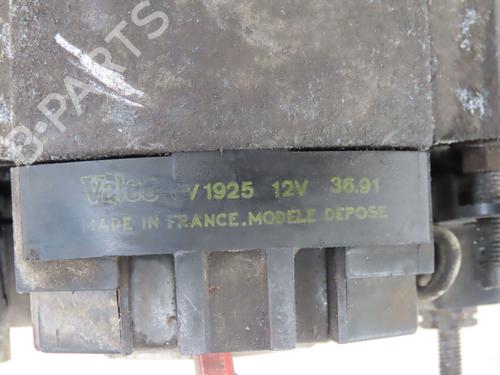 B-PARTS
Valeo V1925 12V 36.91
MADE IN FRANCE.MODELE DEPOSE